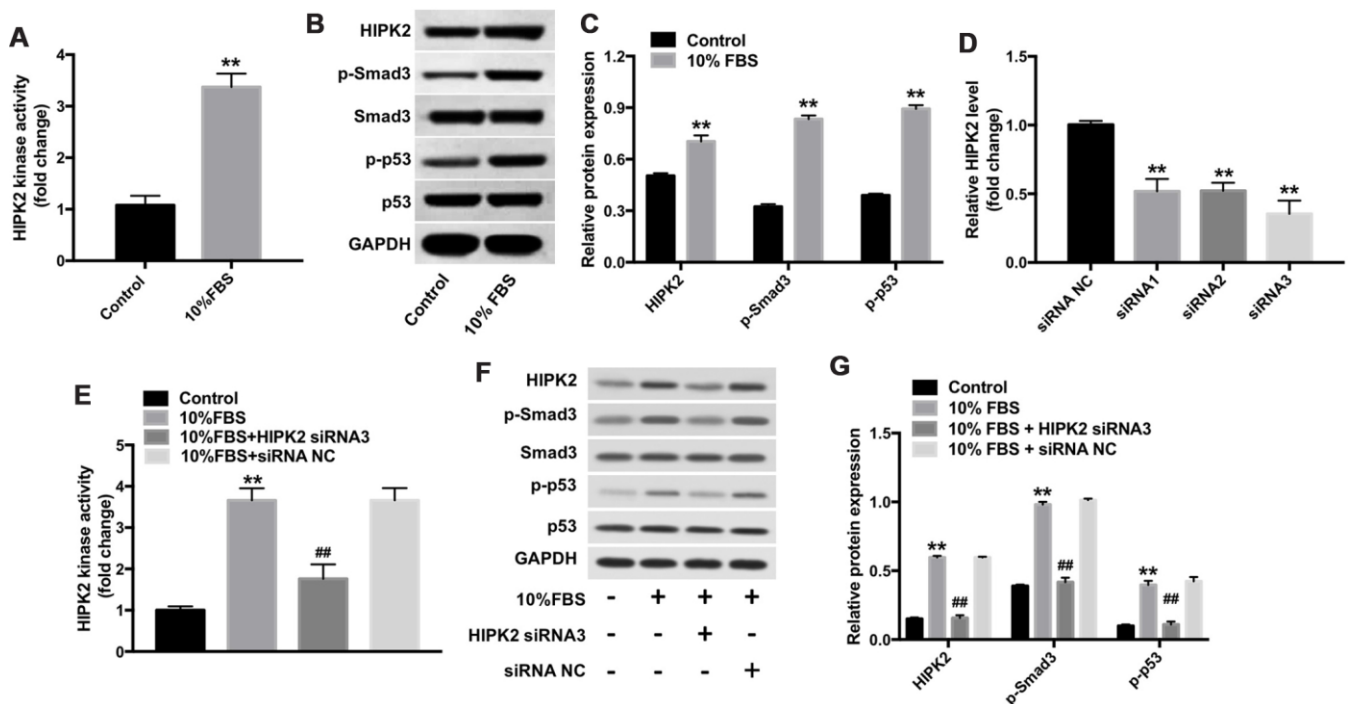 A
HIPK2 kinase activity
(fold change)
4
3
2
1
0
**
Control
10%FBS
B
HIPK2
p-Smad3
Smad3
p-p53
p53
GAPDH
Control
10% FBS
C
Control
10% FBS
Relative protein expression
1.2
0.9
0.6
0.3
0.0
**
**
**
HIPK2
p-Smad3
p-p53
D
Relative HIPK2 level
(fold change)
1.5
1.0
0.5
0.0
**
**
**
siRNA NC
siRNA1
siRNA2
siRNA3
E
Control
10%FBS
10%FBS+HIPK2 siRNA3
10%FBS+siRNA NC
HIPK2 kinase activity
(fold change)
5
4
3
2
1
0
**
##
F
HIPK2
p-Smad3
Smad3
p-p53
p53
GAPDH
10%FBS - + + +
HIPK2 siRNA3 - - + -
siRNA NC - - - +
G
Control
10% FBS
10% FBS + HIPK2 siRNA3
10% FBS + siRNA NC
Relative protein expression
1.5
1.0
0.5
0.0
**
##
**
##
**
##
HIPK2
p-Smad3
p-p53